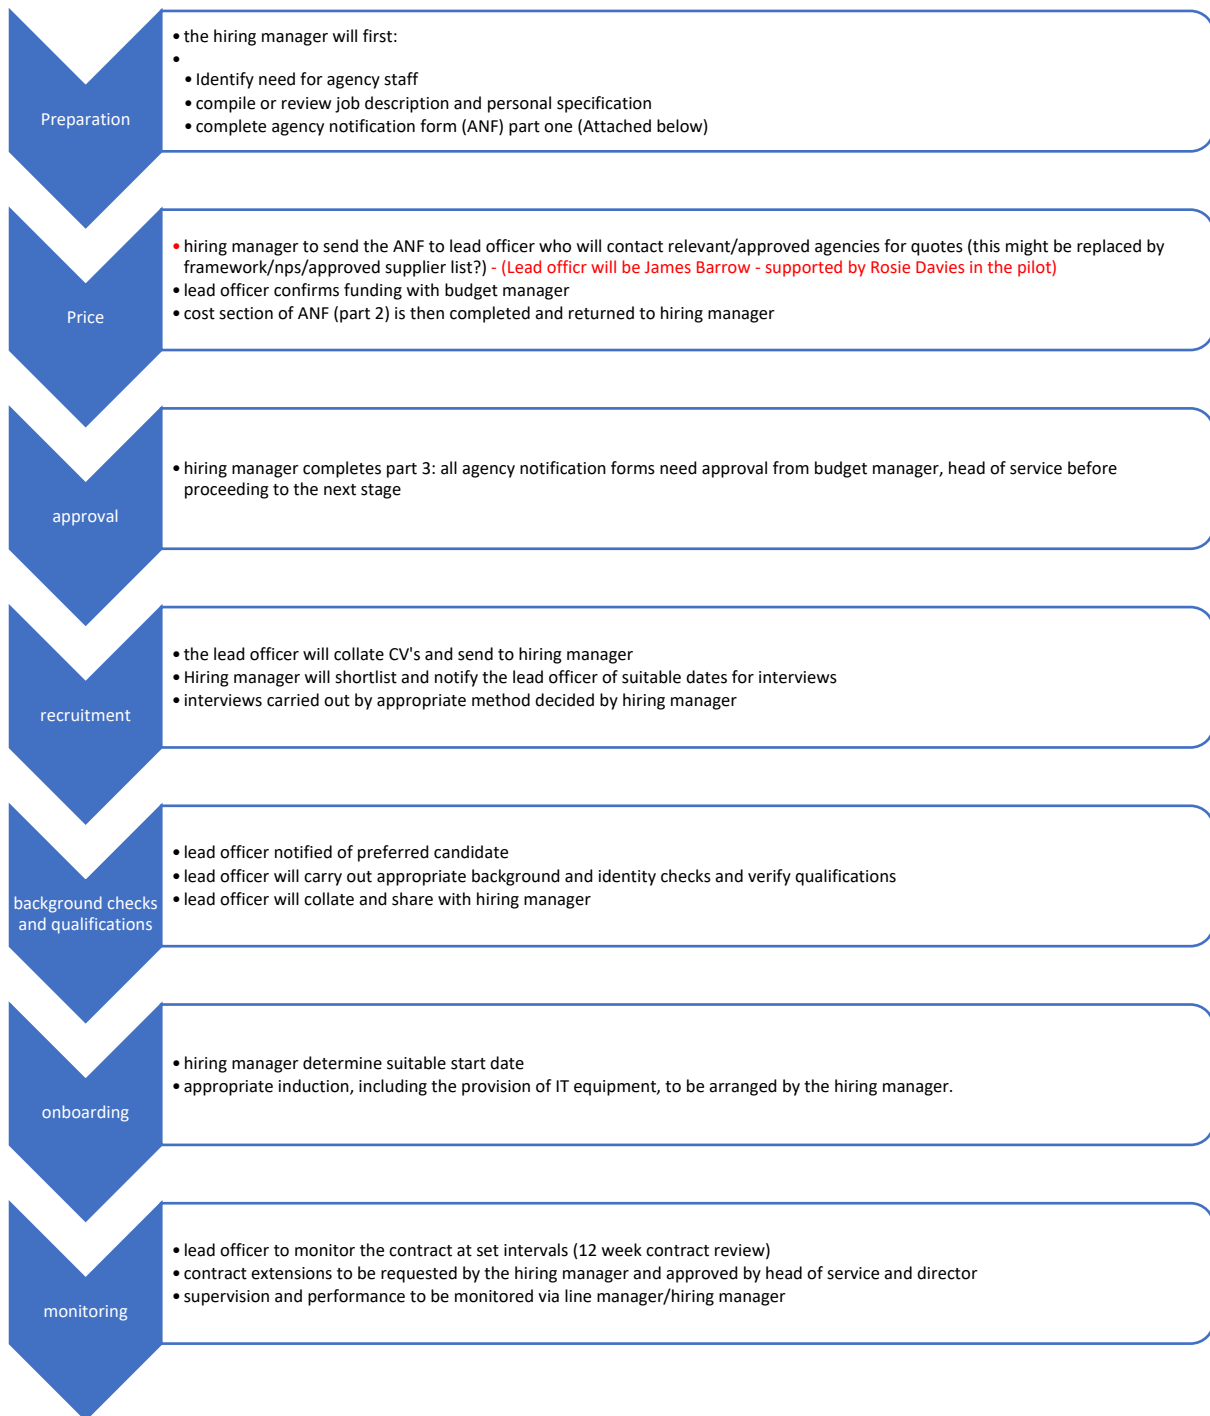 • the hiring manager will first:
•
• Identify need for agency staff
• compile or review job description and personal specification
• complete agency notification form (ANF) part one (Attached below)
Preparation
• hiring manager to send the ANF to lead officer who will contact relevant/approved agencies for quotes (this might be replaced by
framework/nps/approved supplier list?) - (Lead officr will be James Barrow - supported by Rosie Davies in the pilot)
• lead officer confirms funding with budget manager
• cost section of ANF (part 2) is then completed and returned to hiring manager
Price
• hiring manager completes part 3: all agency notification forms need approval from budget manager, head of service before
proceeding to the next stage
approval
• the lead officer will collate CV's and send to hiring manager
• Hiring manager will shortlist and notify the lead officer of suitable dates for interviews
• interviews carried out by appropriate method decided by hiring manager
recruitment
• lead officer notified of preferred candidate
• lead officer will carry out appropriate background and identity checks and verify qualifications
• lead officer will collate and share with hiring manager
background checks
and qualifications
• hiring manager determine suitable start date
• appropriate induction, including the provision of IT equipment, to be arranged by the hiring manager.
onboarding
• lead officer to monitor the contract at set intervals (12 week contract review)
• contract extensions to be requested by the hiring manager and approved by head of service and director
• supervision and performance to be monitored via line manager/hiring manager
monitoring